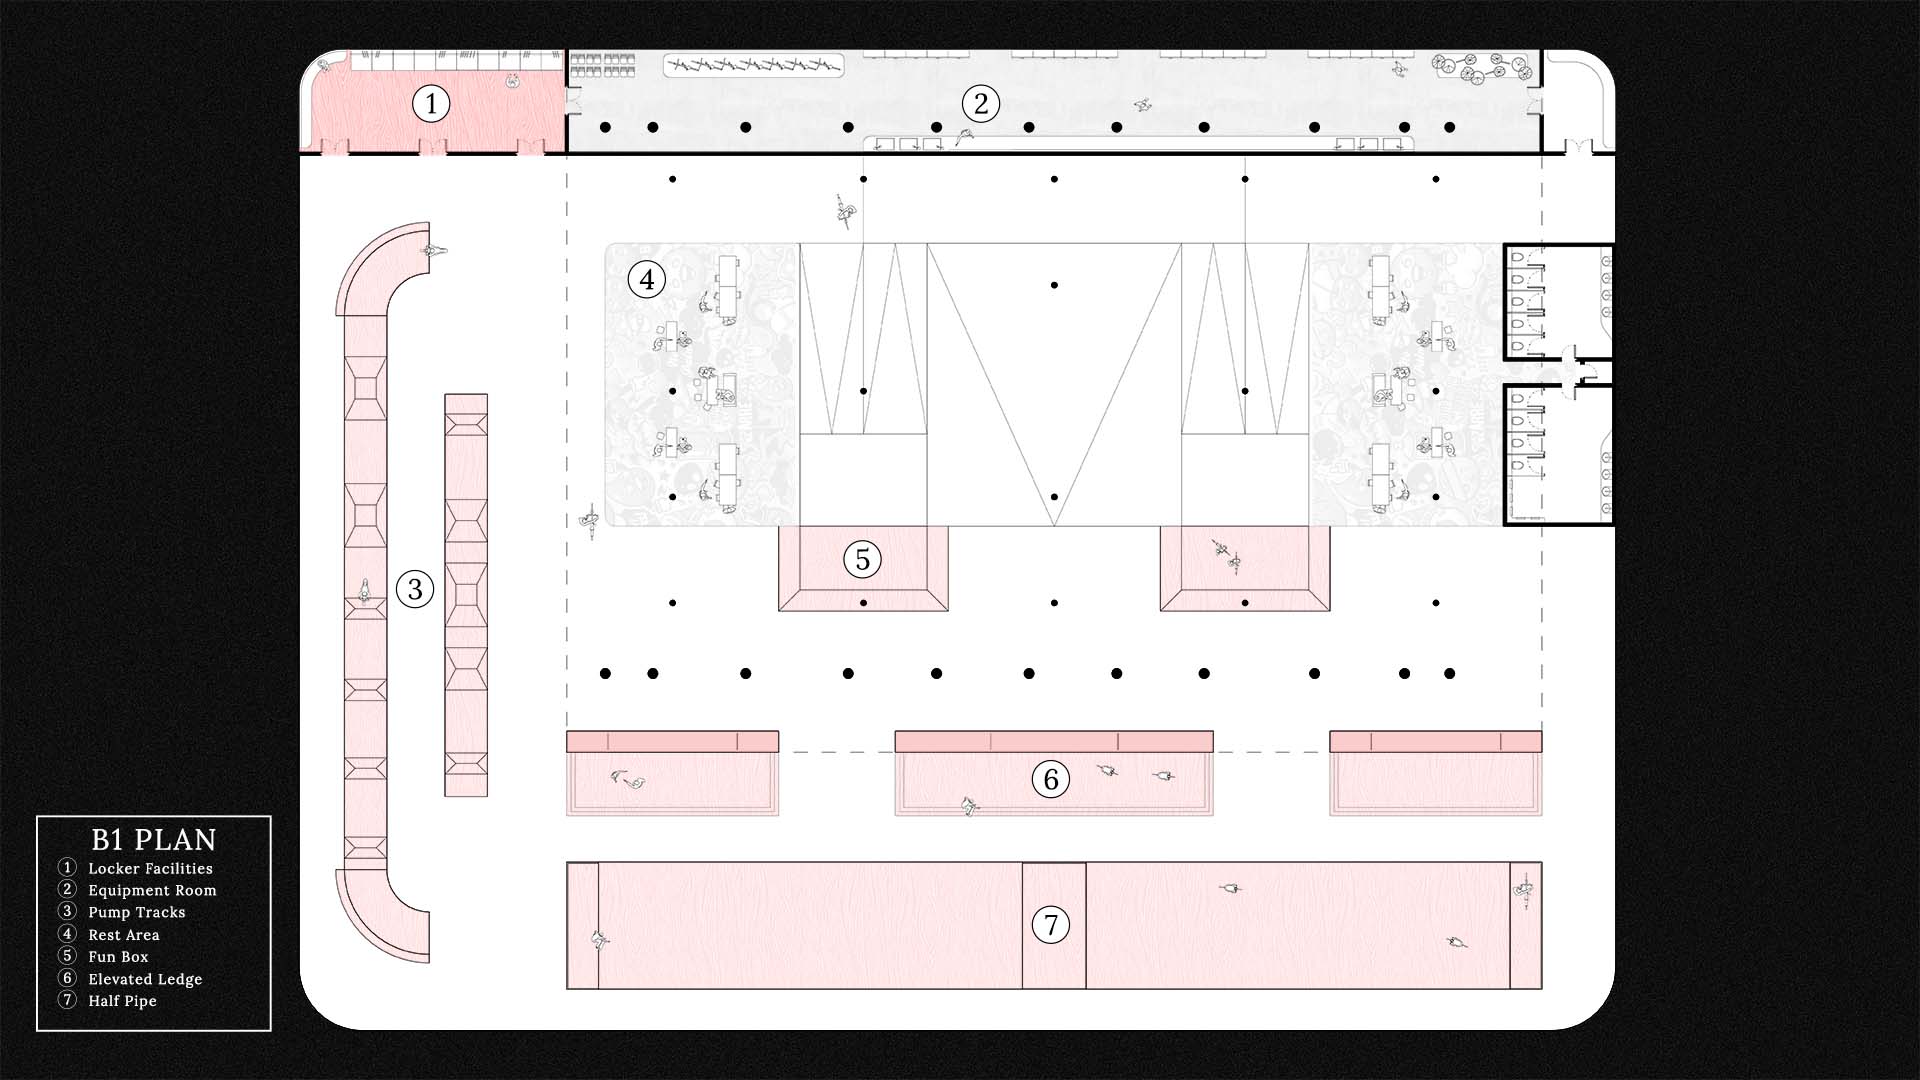 1
2
4
5
3
6
7
B1 PLAN
1 Locker Facilities
2 Equipment Room
3 Pump Tracks
4 Rest Area
5 Fun Box
6 Elevated Ledge
7 Half Pipe